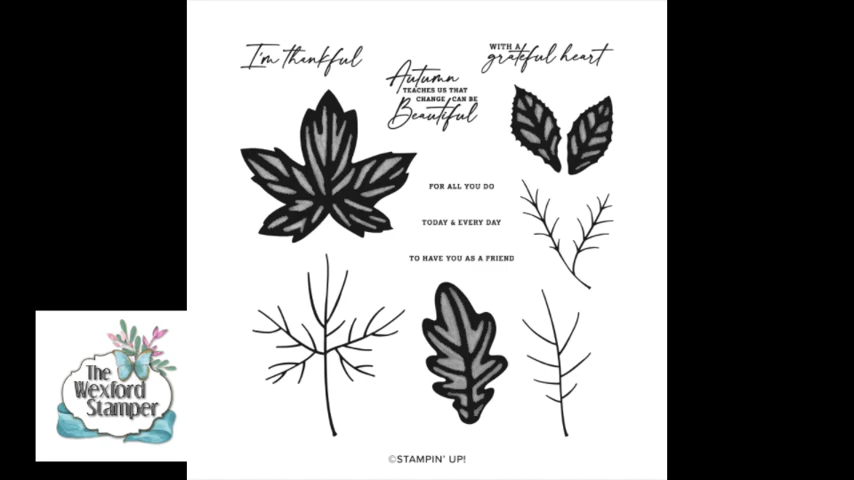 I'm thankful
WITH A
grateful heart
Autumn
TEACHES US THAT
CHANGE CAN BE
Beautiful
FOR ALL YOU DO
TODAY & EVERY DAY
TO HAVE YOU AS A FRIEND
The
Wexford
Stamper
©STAMPIN' UP!